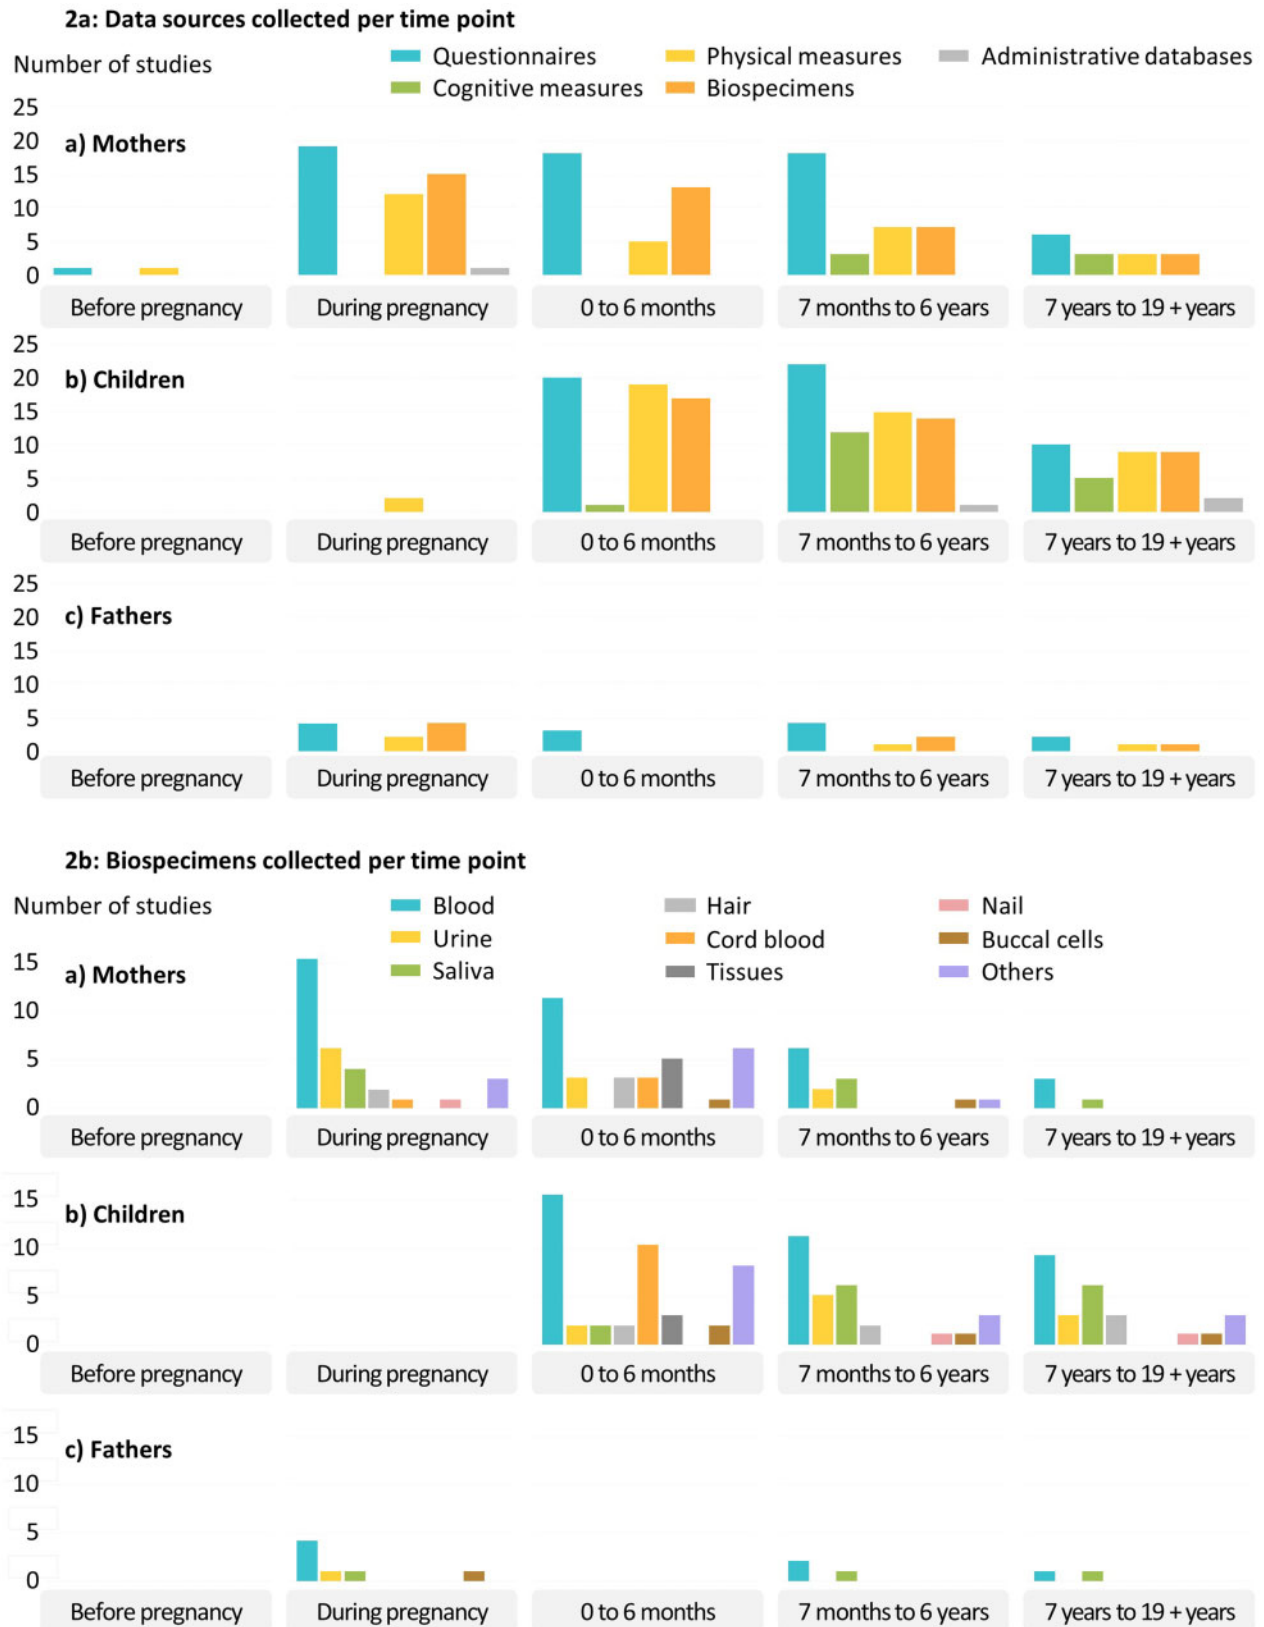 2a: Data sources collected per time point
Number of studies
Questionnaires
Physical measures
Administrative databases
Cognitive measures
Biospecimens
25
20
15
10
5
0
a) Mothers
Before pregnancy
During pregnancy
0 to 6 months
7 months to 6 years
7 years to 19 + years
25
20
15
10
5
0
b) Children
Before pregnancy
During pregnancy
0 to 6 months
7 months to 6 years
7 years to 19 + years
25
20
15
10
5
0
c) Fathers
Before pregnancy
During pregnancy
0 to 6 months
7 months to 6 years
7 years to 19 + years
2b: Biospecimens collected per time point
Number of studies
Blood
Hair
Nail
Urine
Cord blood
Buccal cells
Saliva
Tissues
Others
15
10
5
0
a) Mothers
Before pregnancy
During pregnancy
0 to 6 months
7 months to 6 years
7 years to 19 + years
15
10
5
0
b) Children
Before pregnancy
During pregnancy
0 to 6 months
7 months to 6 years
7 years to 19 + years
15
10
5
0
c) Fathers
Before pregnancy
During pregnancy
0 to 6 months
7 months to 6 years
7 years to 19 + years